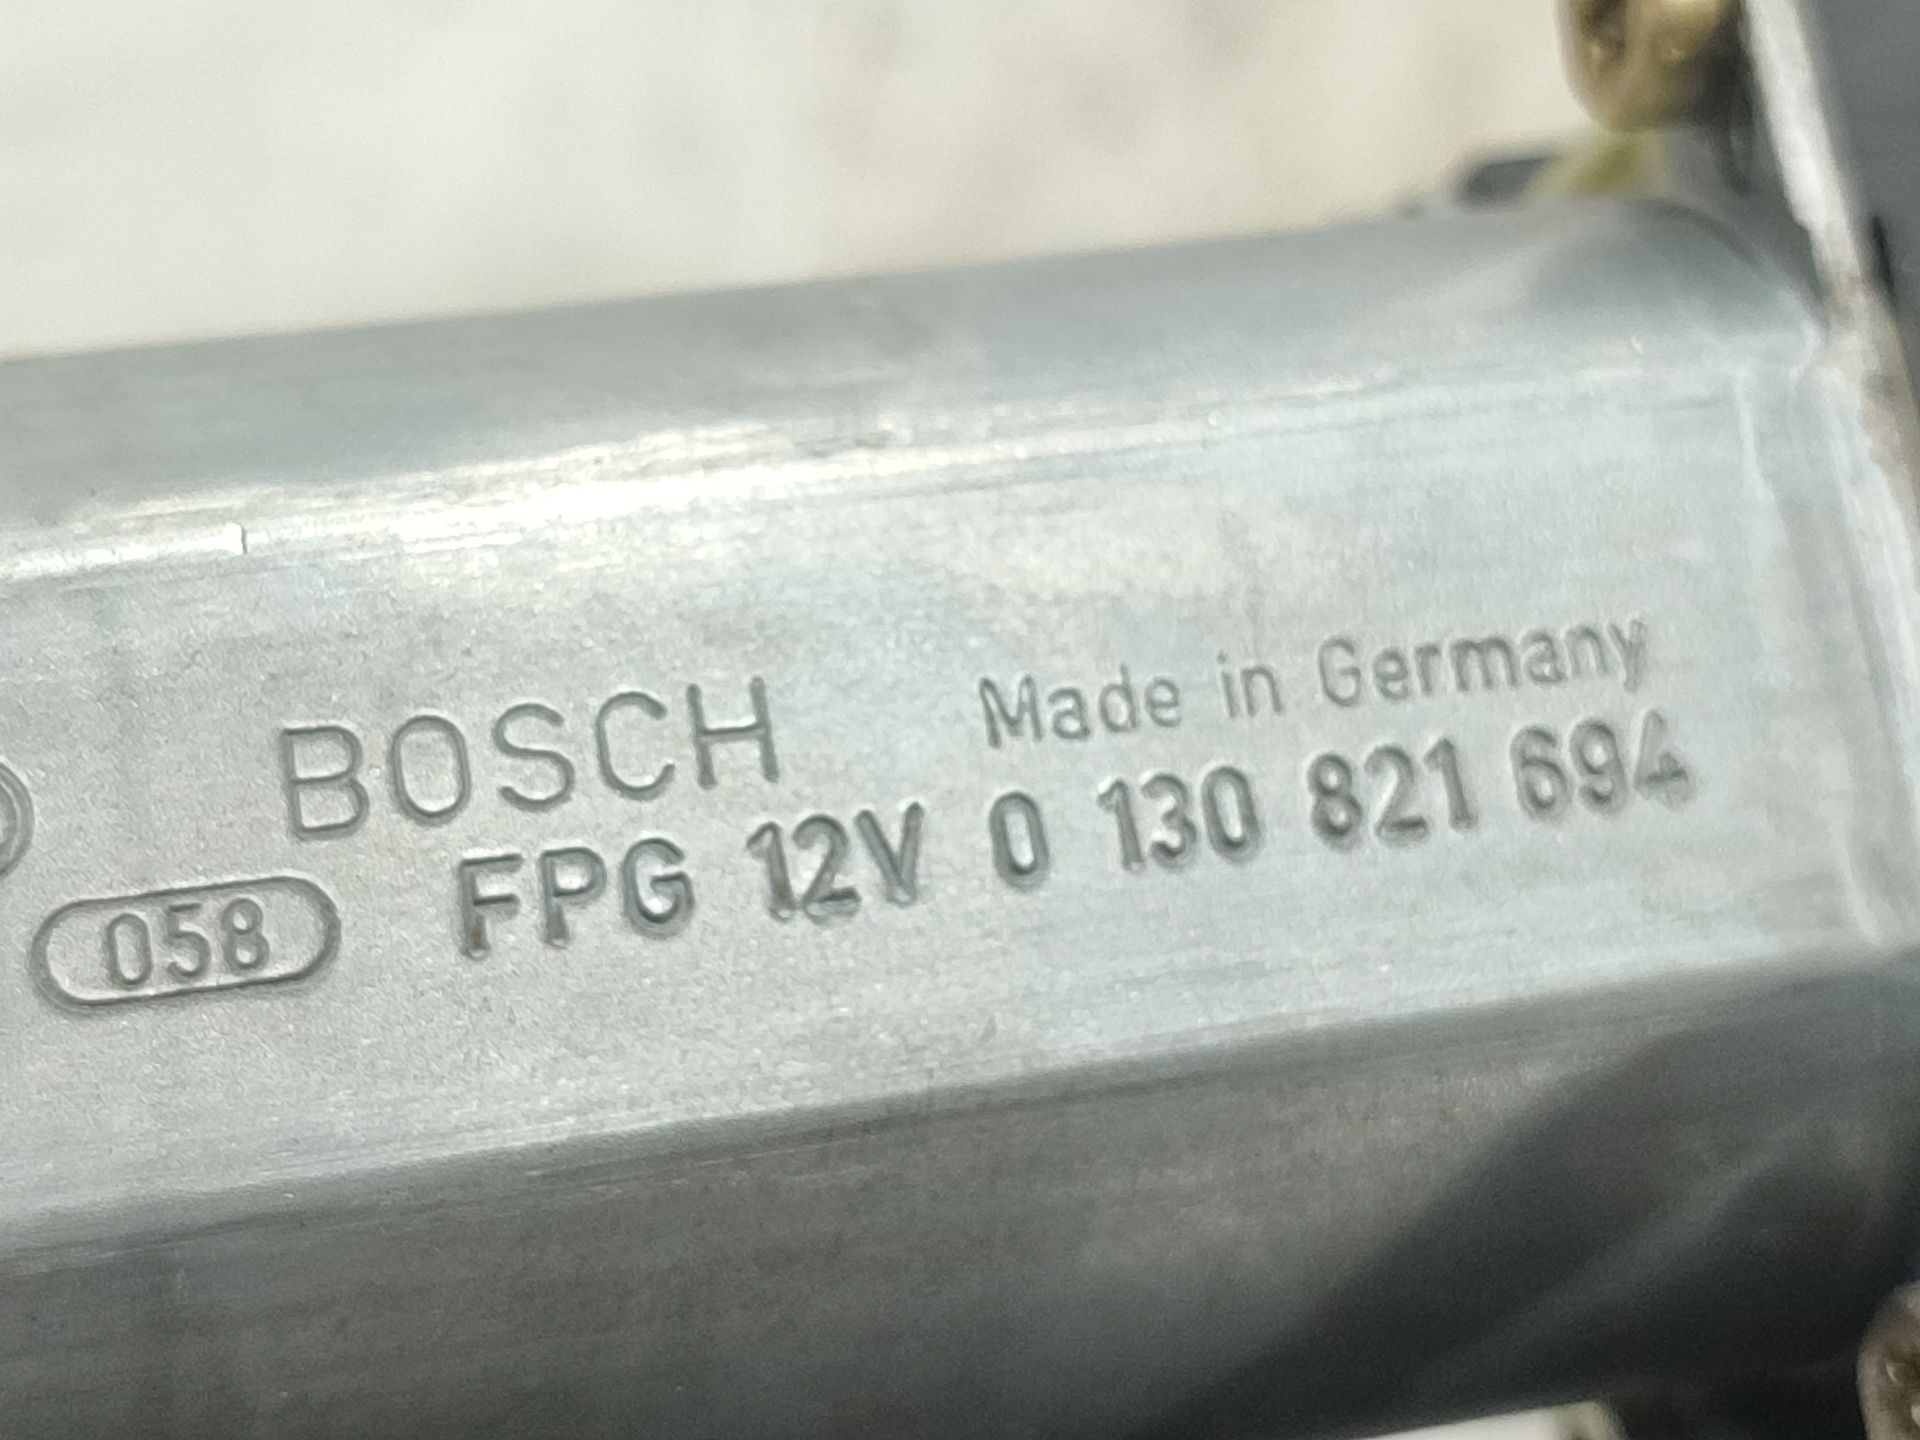 BOSCH Made in Germany
058 FPG 12V 0 130 821 694